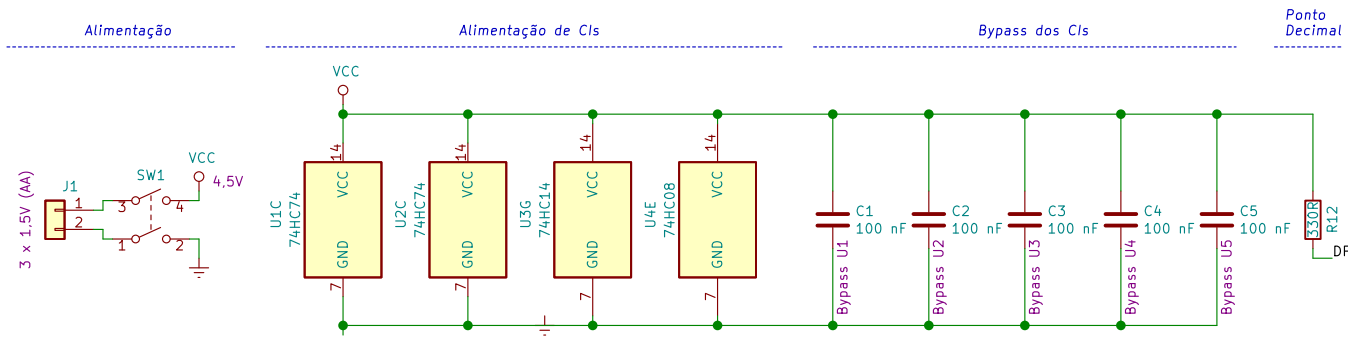 Alimentação
Alimentação de CIs
Bypass dos CIs
Ponto
Decimal
VCC
14
14
14
14
VCC
VCC
VCC
VCC
GND
GND
GND
GND
U1C
74HC74
U2C
74HC74
U3G
74HC14
U4E
74HC08
7
7
7
7
3 x 1,5V (AA)
J1
1
2
SW1
3
4
1
2
VCC
4,5V
C1
100 nF
Bypass U1
C2
100 nF
Bypass U2
C3
100 nF
Bypass U3
C4
100 nF
Bypass U4
C5
100 nF
Bypass U5
330R
R12